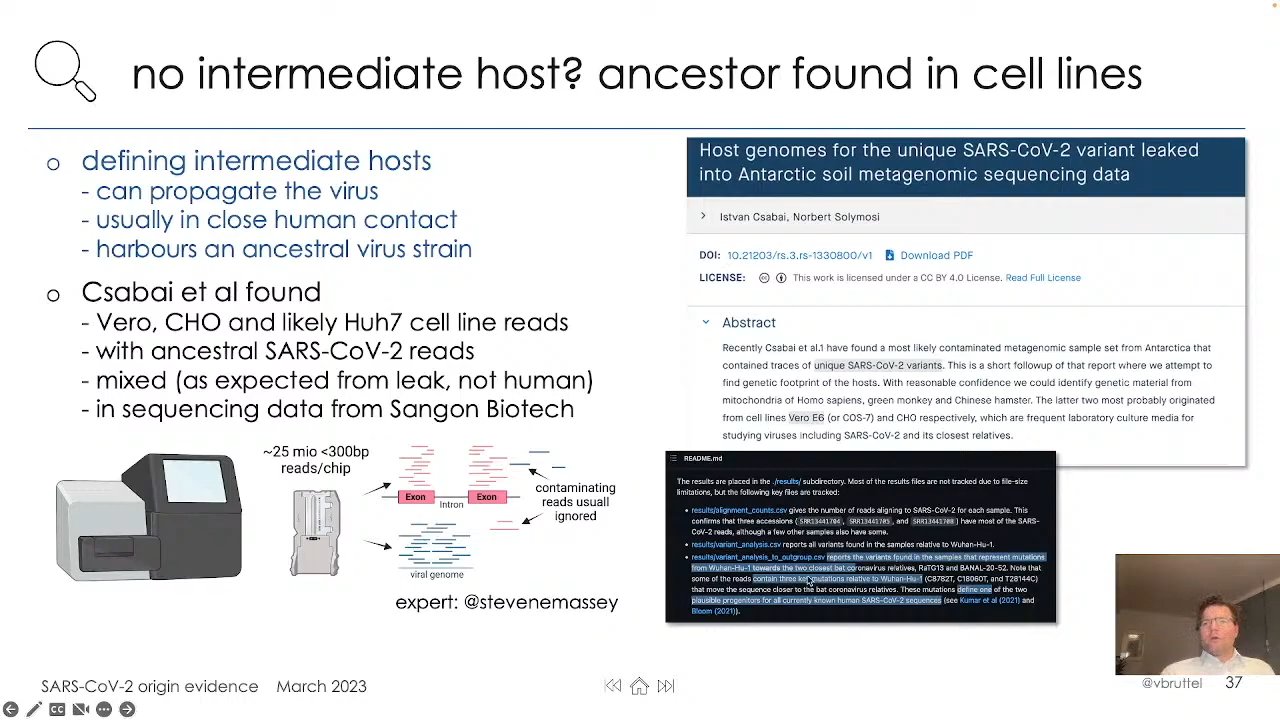 no intermediate host? ancestor found in cell lines
o defining intermediate hosts
- can propagate the virus
- usually in close human contact
- harbours an ancestral virus strain
o Csabai et al found
- Vero, CHO and likely Huh7 cell line reads
- with ancestral SARS-CoV-2 reads
- mixed (as expected from leak, not human)
- in sequencing data from Sangon Biotech
~25 mio <300bp
reads/chip
Exon
Intron
Exon
contaminating
reads usuall
ignored
viral genome
expert: @stevenemassey
Host genomes for the unique SARS-CoV-2 variant leaked
into Antarctic soil metagenomic sequencing data
Istvan Csabai, Norbert Solymosi
DOI: 10.21203/rs.3.rs-1330800/v1 Download PDF
LICENSE: This work is licensed under a CC BY 4.0 License. Read Full License
Abstract
Recently Csabai et al.1 have found a most likely contaminated metagenomic sample set from Antarctica that
contained traces of unique SARS-CoV-2 variants. This is a short followup of that report where we attempt to
find genetic footprint of the hosts. With reasonable confidence we could identify genetic material from
mitochondria of Homo sapiens, green monkey and Chinese hamster. The latter two most probably originated
from cell lines Vero E6 (or COS-7) and CHO respectively, which are frequent laboratory culture media for
studying viruses including SARS-CoV-2 and its closest relatives.
README.md
The results are placed in the ./results/ subdirectory. Most of the results files are not tracked due to file-size
limitations, but the following key files are tracked:
• results/alignment_counts.csv gives the number of reads aligning to SARS-CoV-2 for each sample. This
confirms that three accessions ( SRR13441704 , SRR13441705 , and SRR13441708 ) have most of the SARS-
CoV-2 reads, although a few other samples also have some.
• results/variant_analysis.csv reports all variants found in the samples relative to Wuhan-Hu-1.
• results/variant_analysis_to_outgroup.csv reports the variants found in the samples that represent mutations
from Wuhan-Hu-1 towards the two closest bat coronavirus relatives, RaTG13 and BANAL-20-52. Note that
some of the reads contain three key mutations relative to Wuhan-Hu-1 (C8782T, C18060T, and T28144C)
that move the sequence closer to the bat coronavirus relatives. These mutations define one of the two
plausible progenitors for all currently known human SARS-CoV-2 sequences (see Kumar et al (2021) and
Bloom (2021)).
SARS-CoV-2 origin evidence March 2023
@vbruttel 37